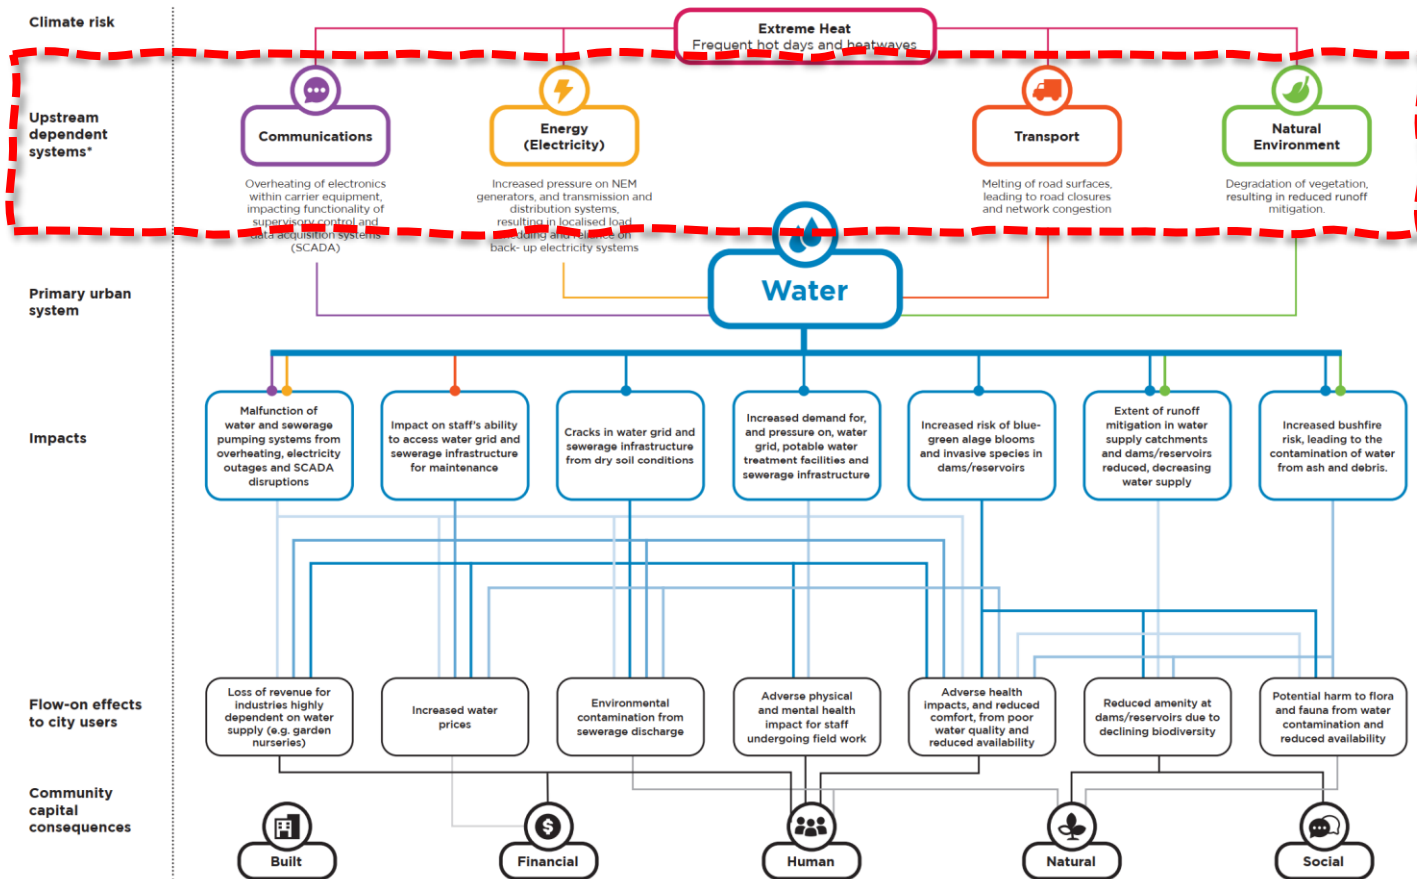 Climate risk
Extreme Heat
Frequent hot days and heatwaves
Upstream
dependent
systems*
Communications
Overheating of electronics
within carrier equipment,
impacting functionality of
supervisory control and
data acquisition systems
(SCADA)
Energy
(Electricity)
Increased pressure on NEM
generators, and transmission and
distribution systems,
resulting in localised load
shedding and reliance on
back- up electricity systems
Transport
Melting of road surfaces,
leading to road closures
and network congestion
Natural
Environment
Degradation of vegetation,
resulting in reduced runoff
mitigation.
Primary urban
system
Water
Impacts
Malfunction of
water and sewerage
pumping systems from
overheating, electricity
outages and SCADA
disruptions
Impact on staff's ability
to access water grid and
sewerage infrastructure
for maintenance
Cracks in water grid and
sewerage infrastructure
from dry soil conditions
Increased demand for,
and pressure on, water
grid, potable water
treatment facilities and
sewerage infrastructure
Increased risk of blue-
green alage blooms
and invasive species in
dams/reservoirs
Extent of runoff
mitigation in water
supply catchments
and dams/reservoirs
reduced, decreasing
water supply
Increased bushfire
risk, leading to the
contamination of water
from ash and debris.
Flow-on effects
to city users
Loss of revenue for
industries highly
dependent on water
supply (e.g. garden
nurseries)
Increased water
prices
Environmental
contamination from
sewerage discharge
Adverse physical
and mental health
impact for staff
undergoing field work
Adverse health
impacts, and reduced
comfort, from poor
water quality and
reduced availability
Reduced amenity at
dams/reservoirs due to
declining biodiversity
Potential harm to flora
and fauna from water
contamination and
reduced availability
Community
capital
consequences
Built
Financial
Human
Natural
Social